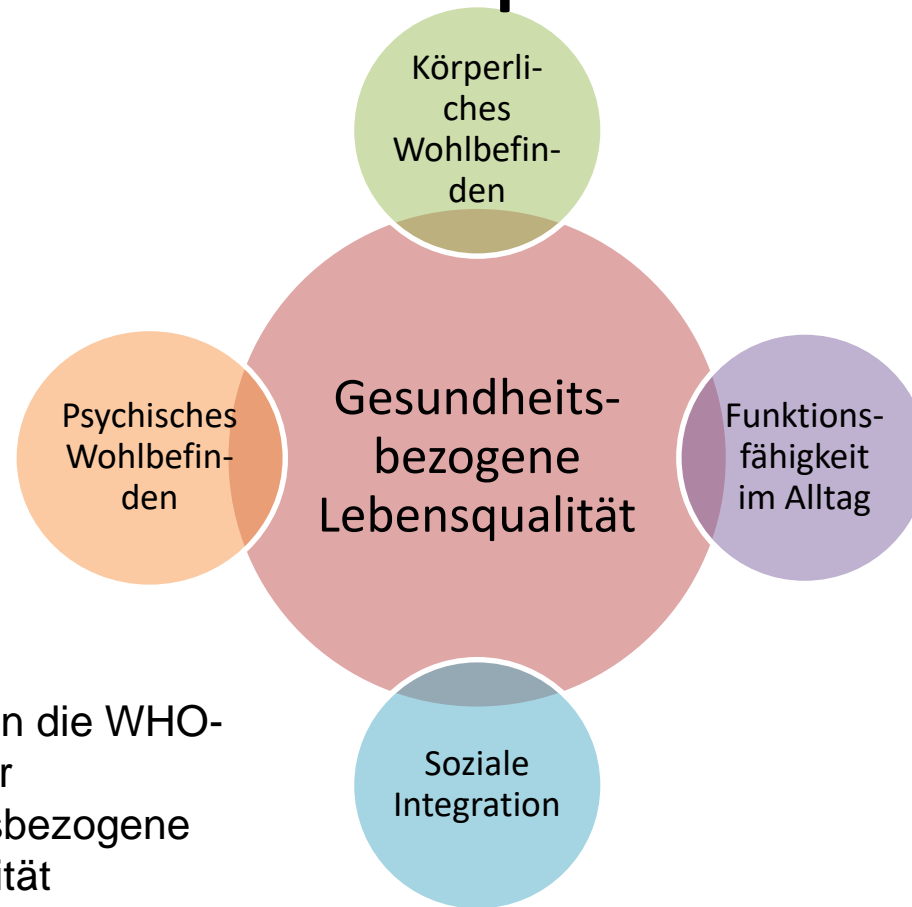 Körperli-
ches
Wohlbefin-
den
Gesundheits-
bezogene
Lebensqualität
Psychisches
Wohlbefin-
den
Funktions-
fähigkeit
im Alltag
Soziale
Integration
n die WHO-
r
sbezogene
ität